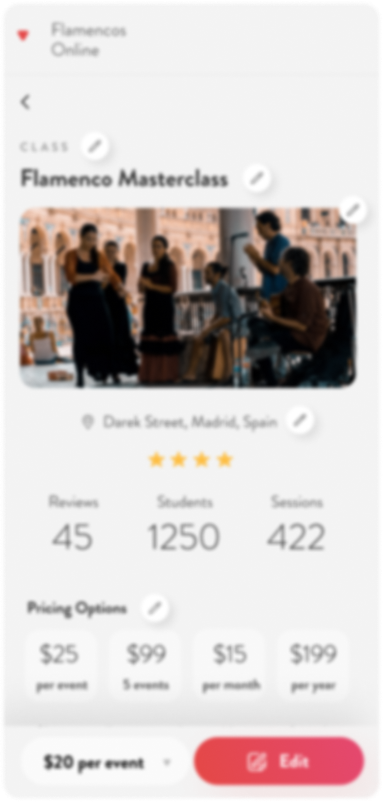 Flamencos
Online
CLASS
Flamenco Masterclass
Darek Street, Madrid, Spain
Reviews Students Sessions
45 1250 422
Pricing Options
$25 $99 $15 $199
per event 5 events per month per year
$20 per event Edit